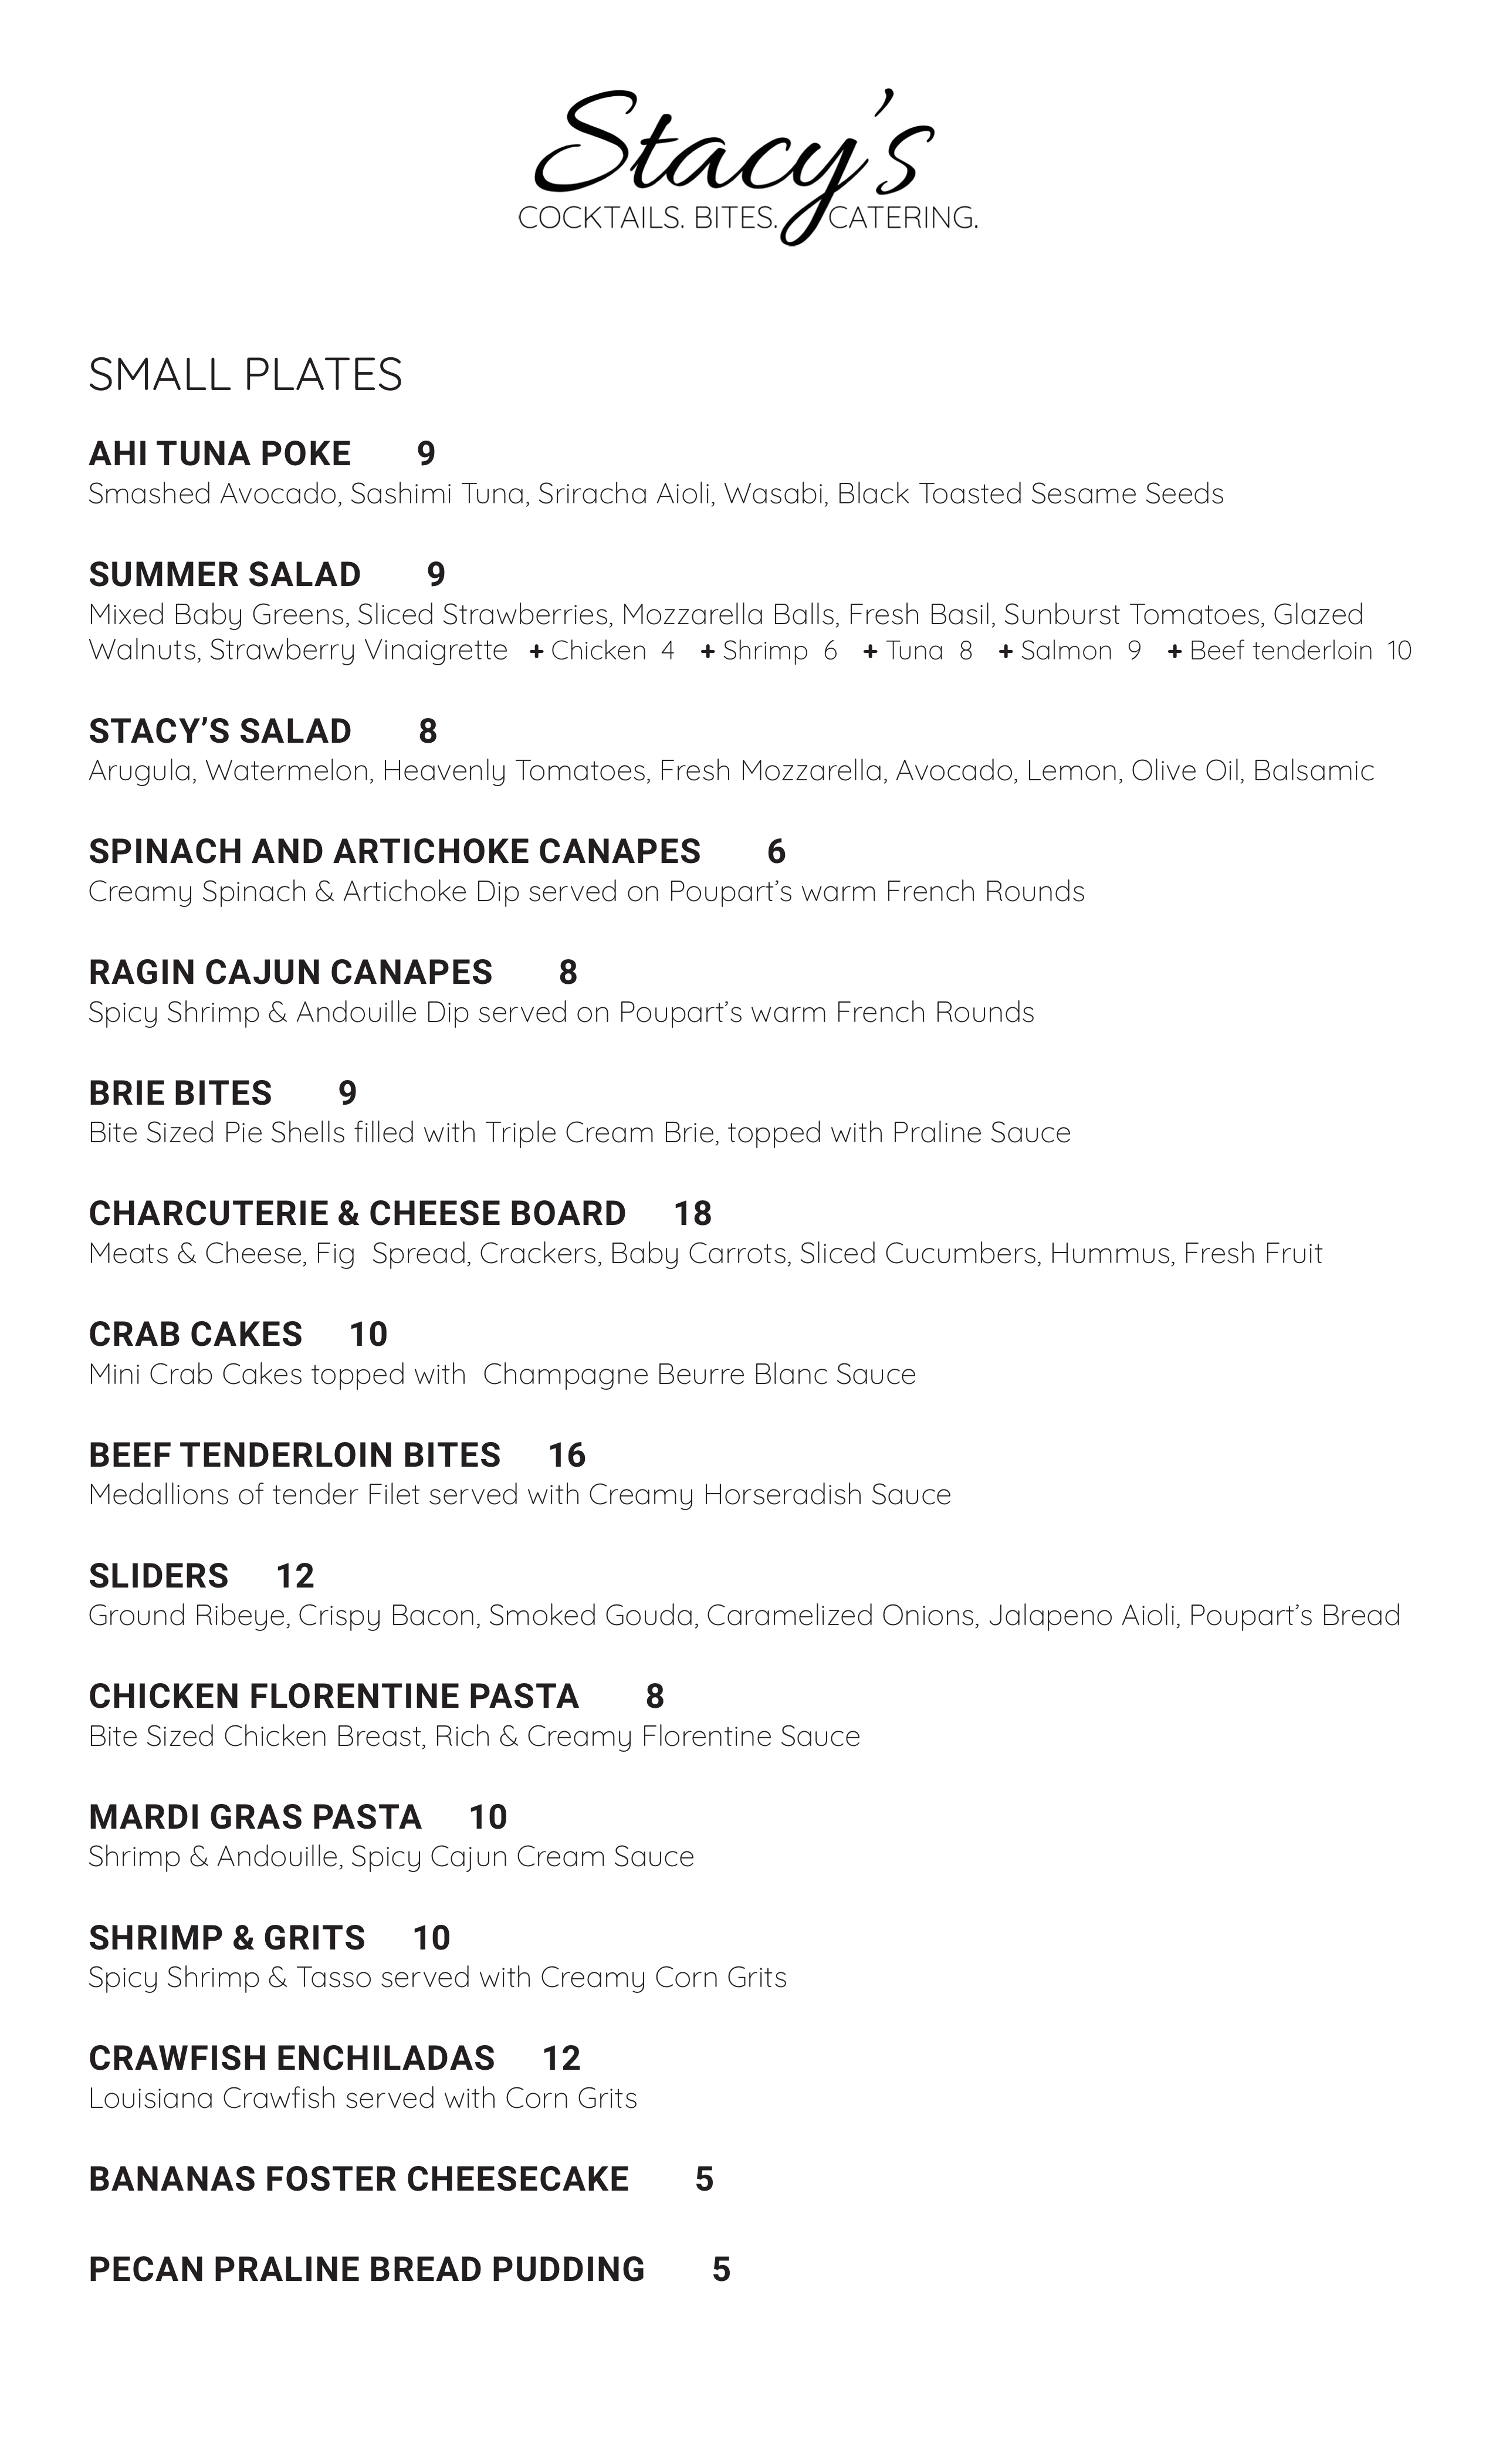 Stacy's
COCKTAILS. BITES. CATERING.
SMALL PLATES
AHI TUNA POKE 9
Smashed Avocado, Sashimi Tuna, Sriracha Aioli, Wasabi, Black Toasted Sesame Seeds
SUMMER SALAD 9
Mixed Baby Greens, Sliced Strawberries, Mozzarella Balls, Fresh Basil, Sunburst Tomatoes, Glazed
Walnuts, Strawberry Vinaigrette + Chicken 4 + Shrimp 6 + Tuna 8 + Salmon 9 + Beef tenderloin 10
STACY’S SALAD 8
Arugula, Watermelon, Heavenly Tomatoes, Fresh Mozzarella, Avocado, Lemon, Olive Oil, Balsamic
SPINACH AND ARTICHOKE CANAPES 6
Creamy Spinach & Artichoke Dip served on Poupart’s warm French Rounds
RAGIN CAJUN CANAPES 8
Spicy Shrimp & Andouille Dip served on Poupart’s warm French Rounds
BRIE BITES 9
Bite Sized Pie Shells filled with Triple Cream Brie, topped with Praline Sauce
CHARCUTERIE & CHEESE BOARD 18
Meats & Cheese, Fig Spread, Crackers, Baby Carrots, Sliced Cucumbers, Hummus, Fresh Fruit
CRAB CAKES 10
Mini Crab Cakes topped with Champagne Beurre Blanc Sauce
BEEF TENDERLOIN BITES 16
Medallions of tender Filet served with Creamy Horseradish Sauce
SLIDERS 12
Ground Ribeye, Crispy Bacon, Smoked Gouda, Caramelized Onions, Jalapeno Aioli, Poupart’s Bread
CHICKEN FLORENTINE PASTA 8
Bite Sized Chicken Breast, Rich & Creamy Florentine Sauce
MARDI GRAS PASTA 10
Shrimp & Andouille, Spicy Cajun Cream Sauce
SHRIMP & GRITS 10
Spicy Shrimp & Tasso served with Creamy Corn Grits
CRAWFISH ENCHILADAS 12
Louisiana Crawfish served with Corn Grits
BANANAS FOSTER CHEESECAKE 5
PECAN PRALINE BREAD PUDDING 5